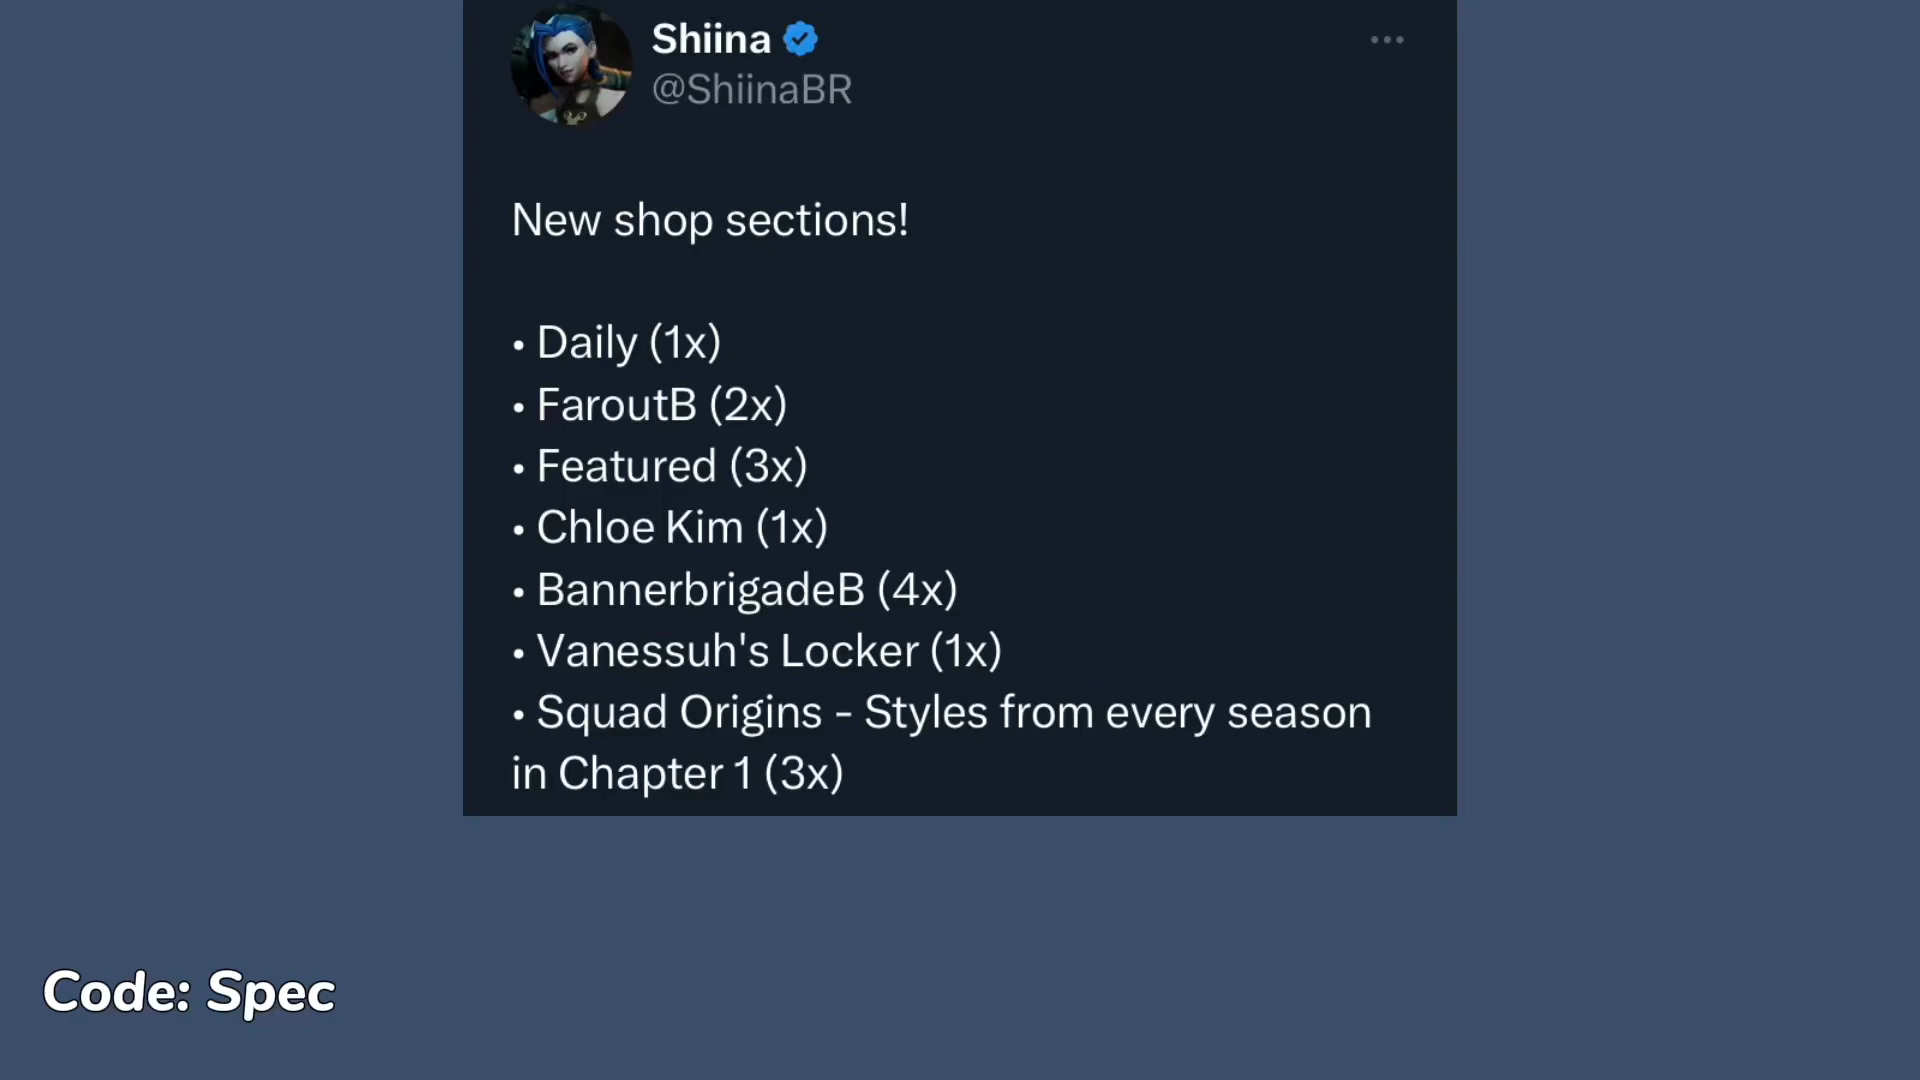 Shiina
@ShiinaBR
New shop sections!
• Daily (1x)
• FaroutB (2x)
• Featured (3x)
• Chloe Kim (1x)
• BannerbrigadeB (4x)
• Vanessuh's Locker (1x)
• Squad Origins - Styles from every season
in Chapter 1 (3x)
Code: Spec